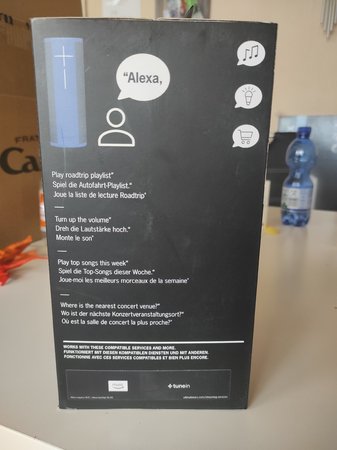 "Alexa,
Play roadtrip playlist"
Spiel die Autofahrt-Playlist."
Joue la liste de lecture Roadtrip"
Turn up the volume"
Dreh die Lautstärke hoch."
Monte le son"
Play top songs this week"
Spiel die Top-Songs dieser Woche."
Joue-moi les meilleurs morceaux de la semaine"
Where is the nearest concert venue?"
Wo ist der nächste Konzertveranstaltungsort?"
Où est la salle de concert la plus proche?"
WORKS WITH THESE COMPATIBLE SERVICES AND MORE.
FUNKTIONIERT MIT DIESEN KOMPATIBLEN DIENSTEN UND MIT ANDEREN.
FONCTIONNE AVEC CES SERVICES COMPATIBLES ET BIEN PLUS ENCORE.
music
tunein